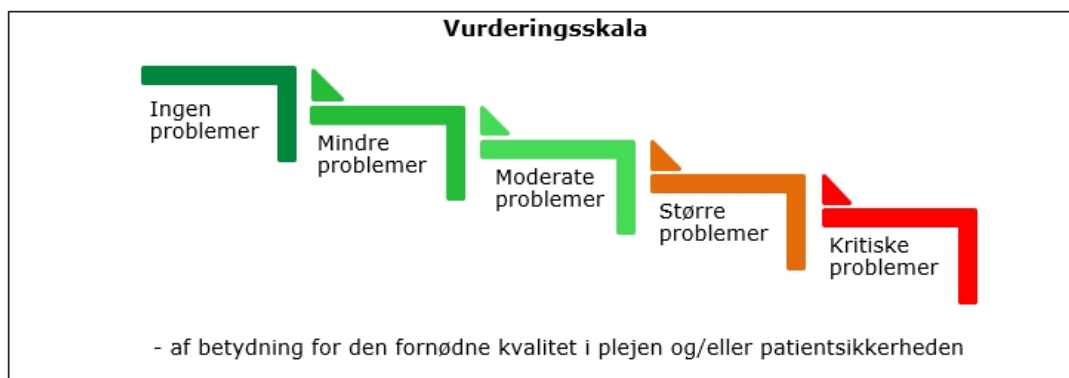 Vurderingsskala
Ingen
problemer
Mindre
problemer
Moderate
problemer
Større
problemer
Kritiske
problemer
- af betydning for den fornødne kvalitet i plejen og/eller patientsikkerheden